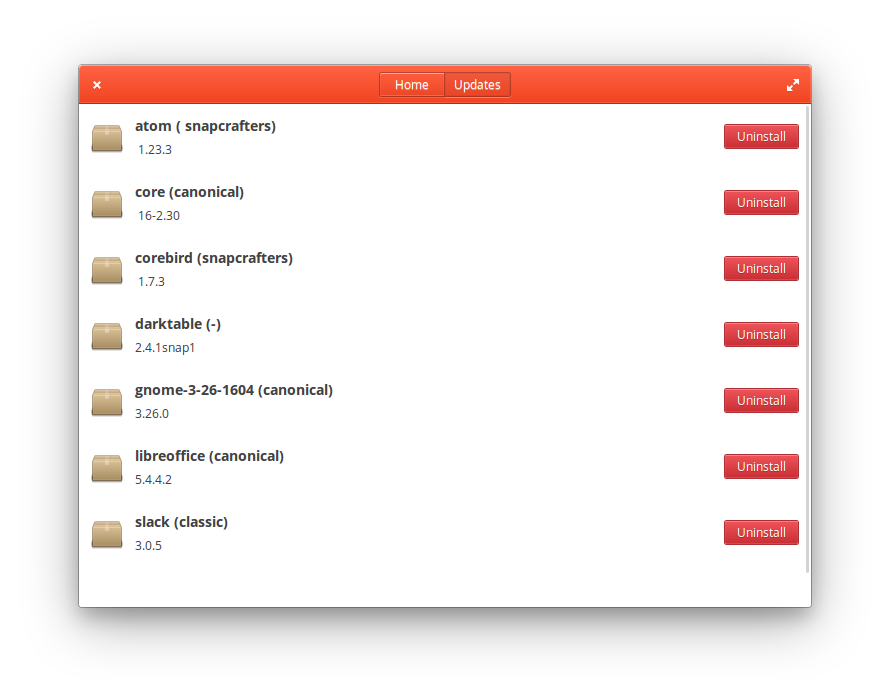 Home Updates
atom ( snapcrafters)
1.23.3
Uninstall
core (canonical)
16-2.30
Uninstall
corebird (snapcrafters)
1.7.3
Uninstall
darktable (-)
2.4.1snap1
Uninstall
gnome-3-26-1604 (canonical)
3.26.0
Uninstall
libreoffice (canonical)
5.4.4.2
Uninstall
slack (classic)
3.0.5
Uninstall